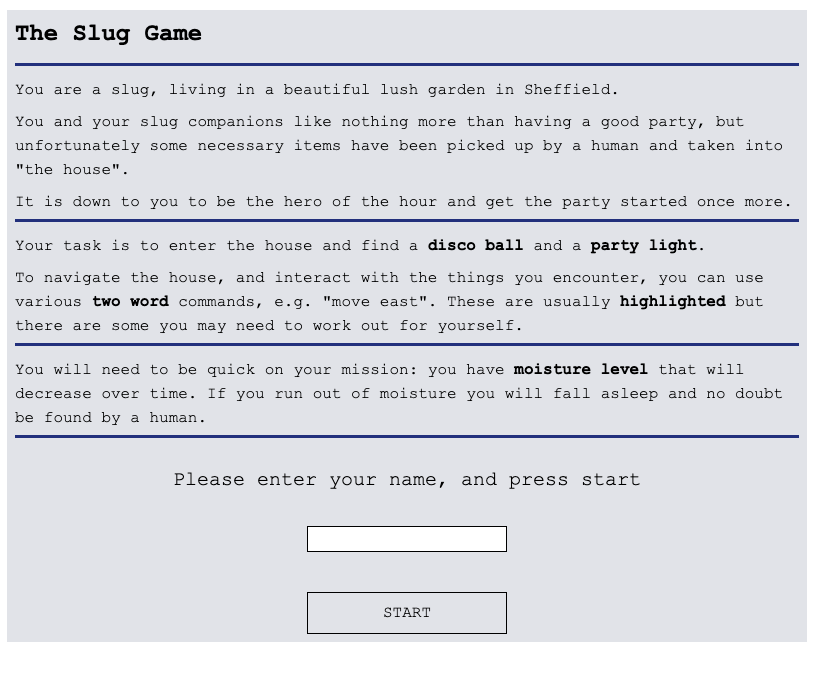 The Slug Game
You are a slug, living in a beautiful lush garden in Sheffield.
You and your slug companions like nothing more than having a good party, but
unfortunately some necessary items have been picked up by a human and taken into
"the house".
It is down to you to be the hero of the hour and get the party started once more.
Your task is to enter the house and find a disco ball and a party light.
To navigate the house, and interact with the things you encounter, you can use
various two word commands, e.g. "move east". These are usually highlighted but
there are some you may need to work out for yourself.
You will need to be quick on your mission: you have moisture level that will
decrease over time. If you run out of moisture you will fall asleep and no doubt
be found by a human.
Please enter your name, and press start
START